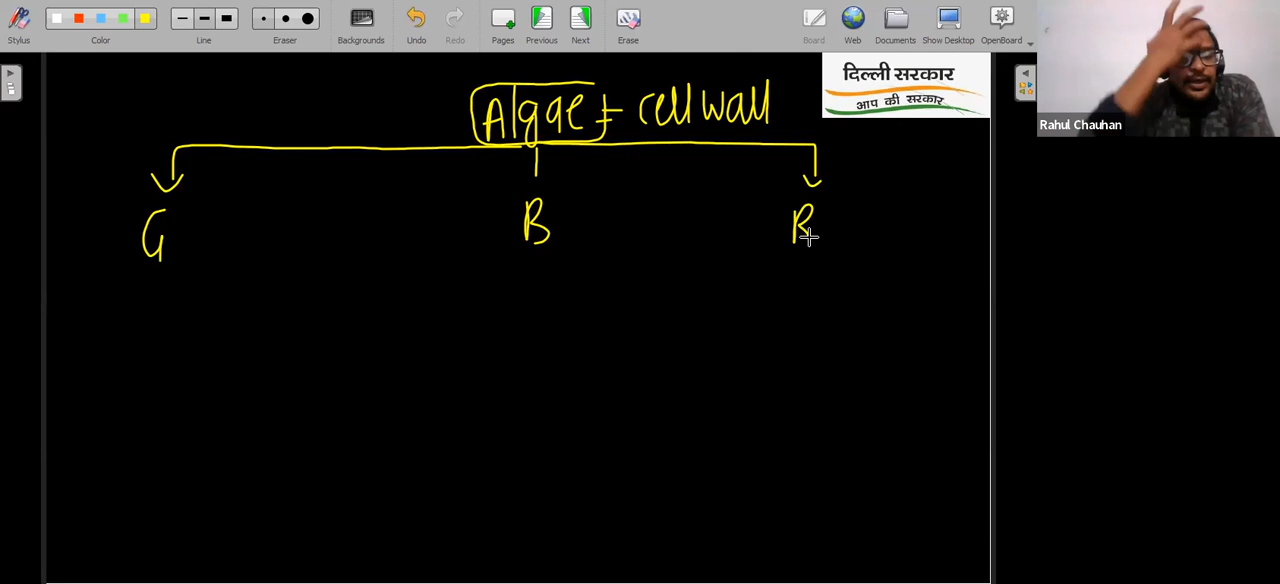 Stylus Color Line Eraser Backgrounds Undo Redo Pages Previous Next Erase Board Web Documents Show Desktop OpenBoard
दिल्ली सरकार
आप की सरकार
Rahul Chauhan
Algae - cell wall
G B R